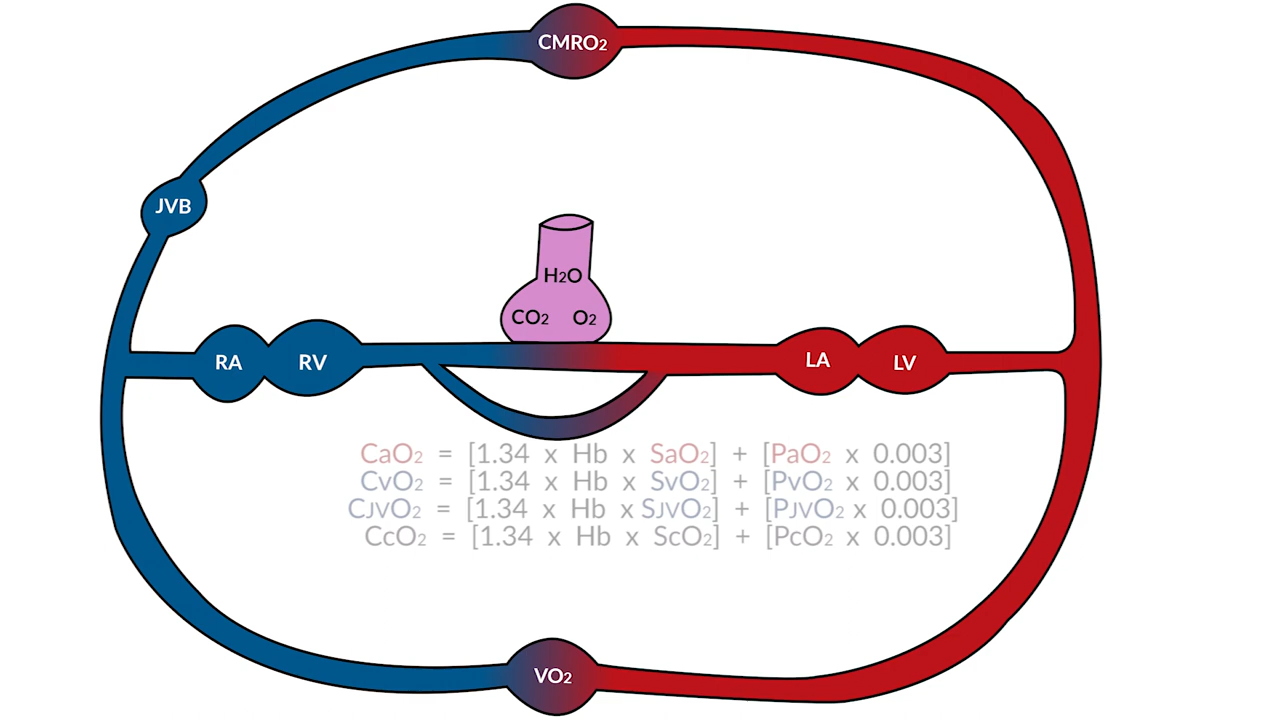 CMRO2
JVB
H2O
CO2 O2
RA RV LA LV
CaO2 = [1.34 x Hb x SaO2] + [PaO2 x 0.003]
CvO2 = [1.34 x Hb x SvO2] + [PvO2 x 0.003]
CJVO2 = [1.34 x Hb x SJVO2] + [PJVO2 x 0.003]
CcO2 = [1.34 x Hb x ScO2] + [PcO2 x 0.003]
VO2